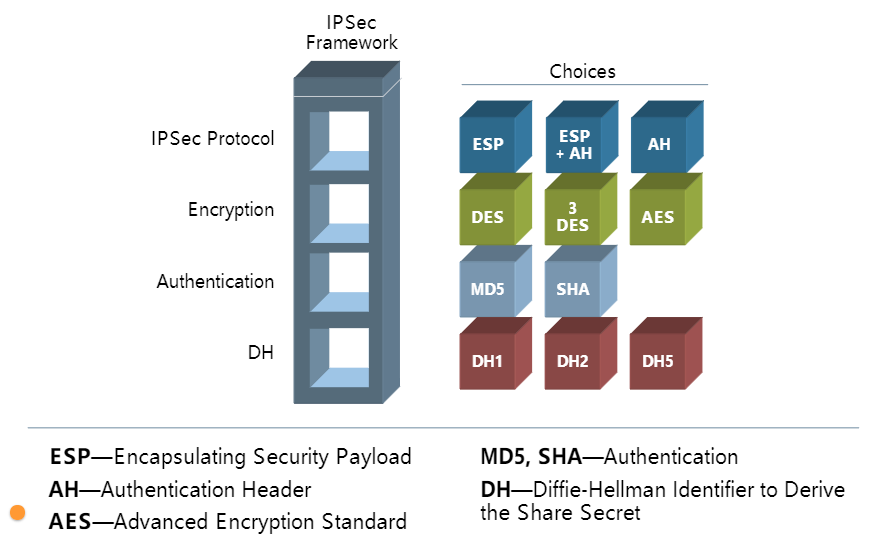 IPSec
Framework
Choices
IPSec Protocol
ESP
ESP
+ AH
AH
Encryption
DES
3
DES
AES
Authentication
MD5
SHA
DH
DH1
DH2
DH5
ESP—Encapsulating Security Payload
AH—Authentication Header
AES—Advanced Encryption Standard
MD5, SHA—Authentication
DH—Diffie-Hellman Identifier to Derive
the Share Secret